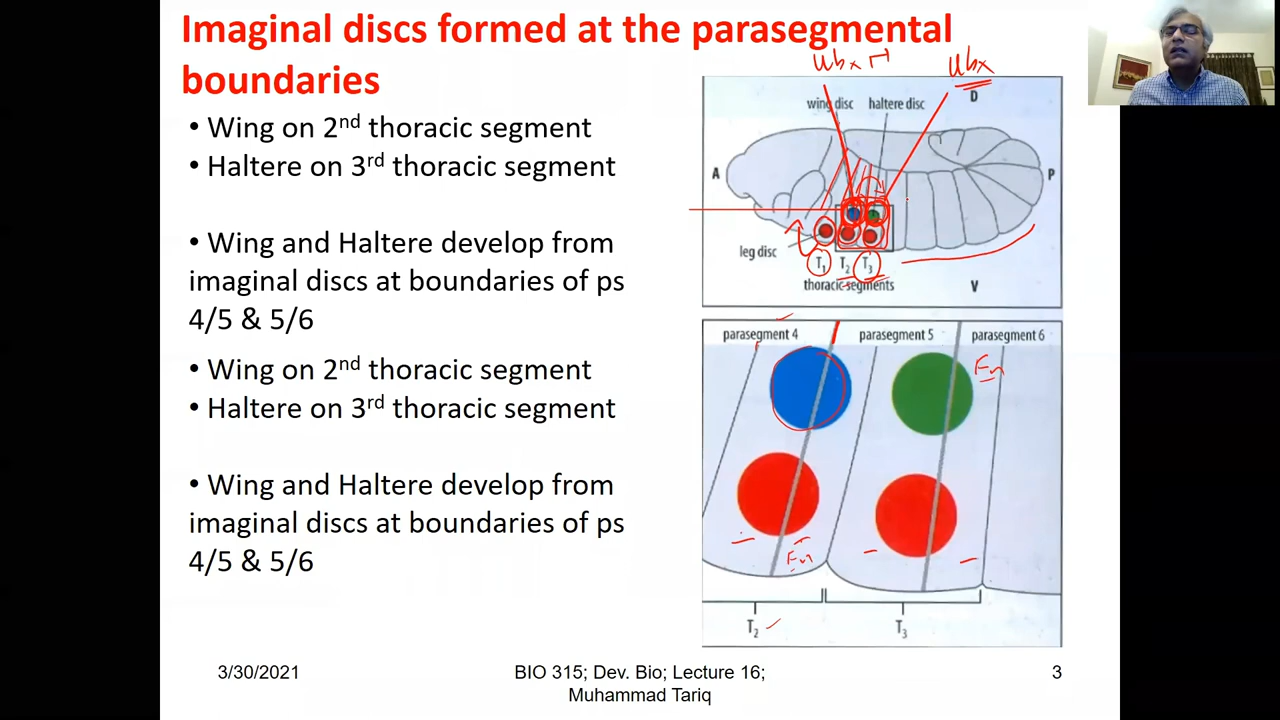 Imaginal discs formed at the parasegmental
boundaries
• Wing on 2nd thoracic segment
• Haltere on 3rd thoracic segment
• Wing and Haltere develop from
imaginal discs at boundaries of ps
4/5 & 5/6
• Wing on 2nd thoracic segment
• Haltere on 3rd thoracic segment
• Wing and Haltere develop from
imaginal discs at boundaries of ps
4/5 & 5/6
Ubx
Ubx
D
wing disc
haltere disc
A
P
leg disc
T1
T2
T3
thoracic segments
V
parasegment 4
parasegment 5
parasegment 6
En
En
T2
T3
3/30/2021
BIO 315; Dev. Bio; Lecture 16;
Muhammad Tariq
3